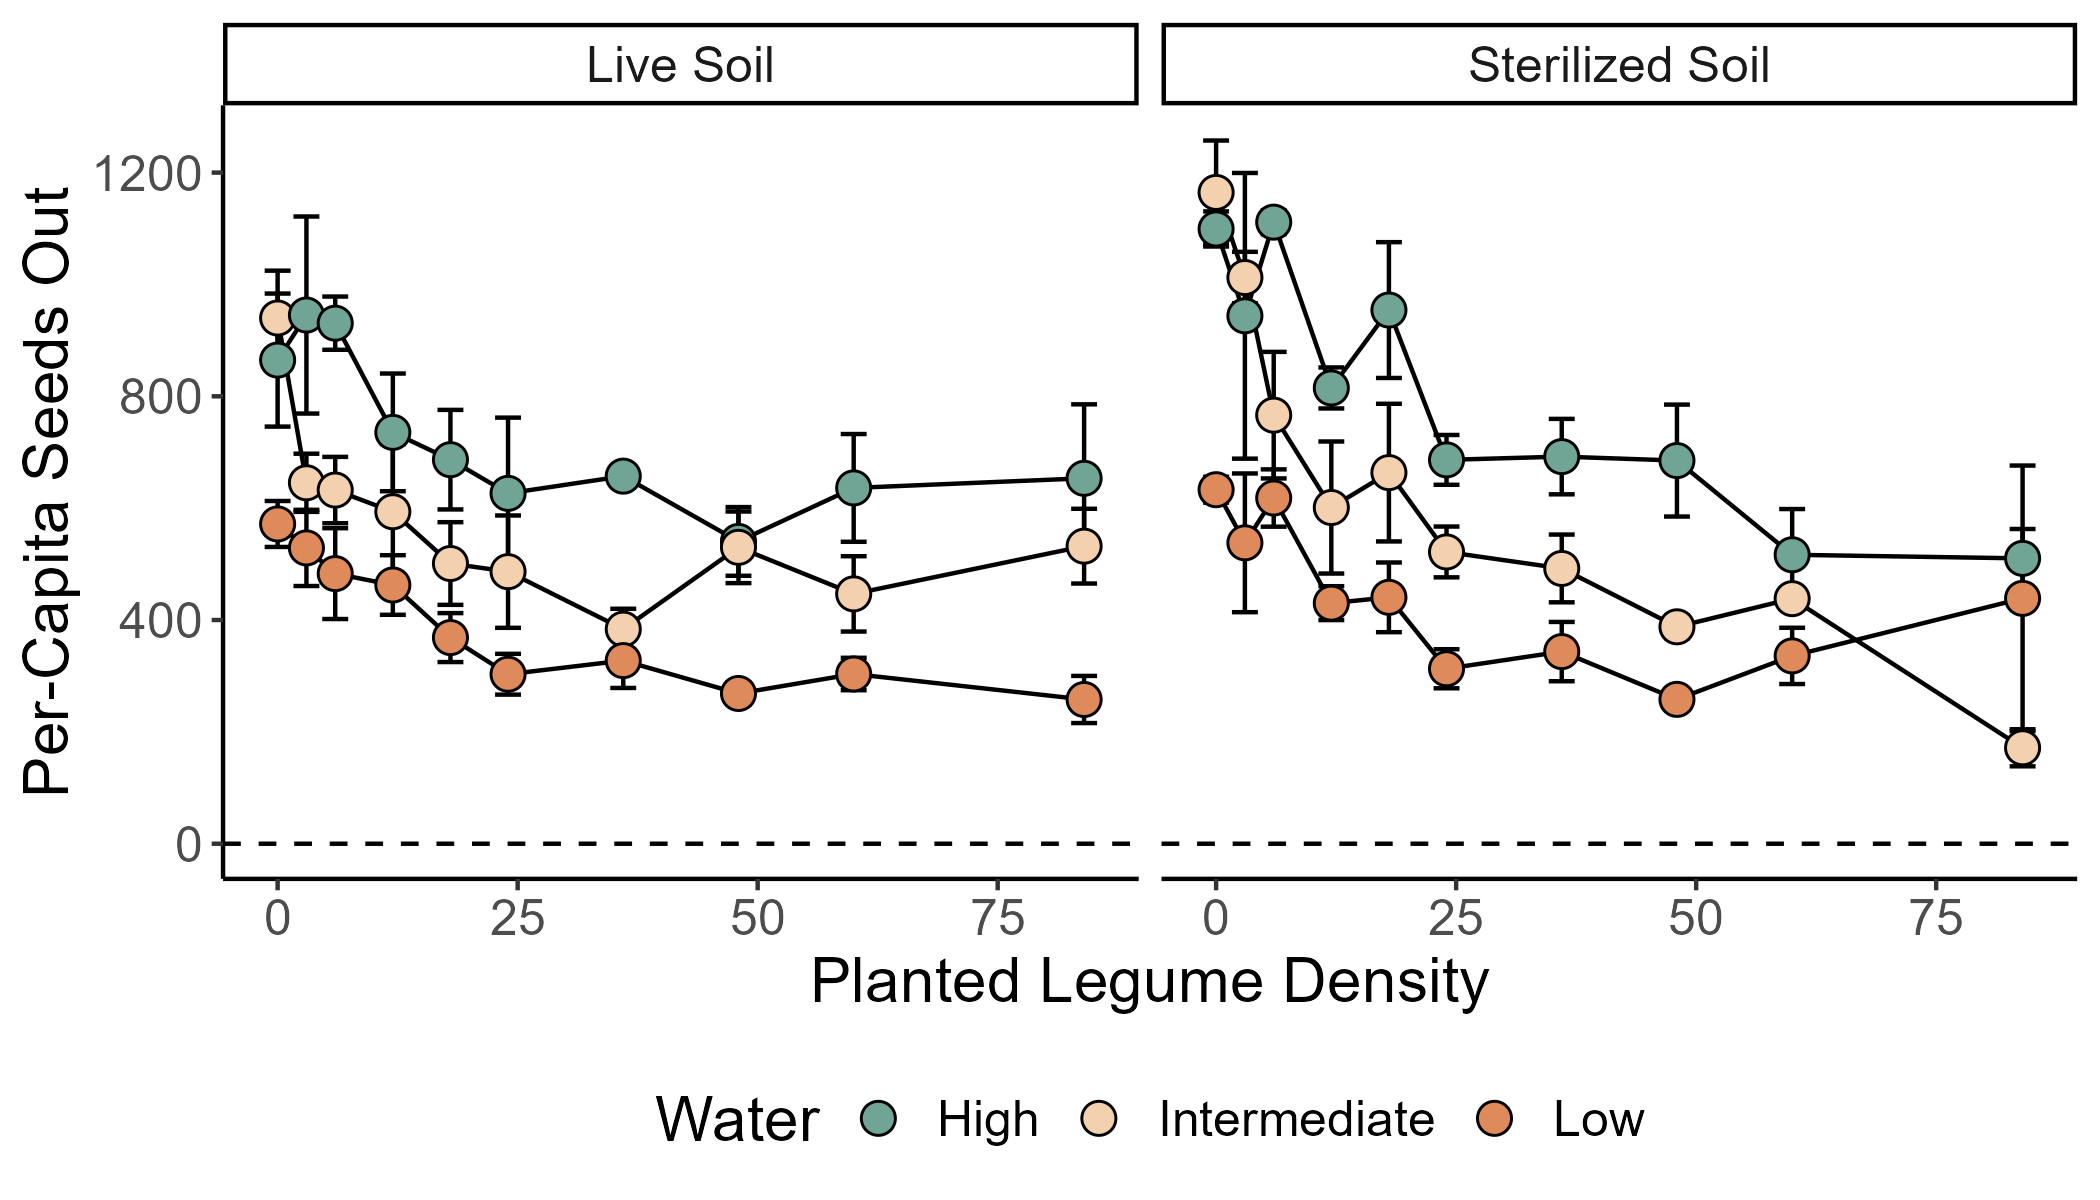 Live Soil
Sterilized Soil
Per-Capita Seeds Out
1200
800
400
0
0 25 50 75
0 25 50 75
Planted Legume Density
Water High Intermediate Low